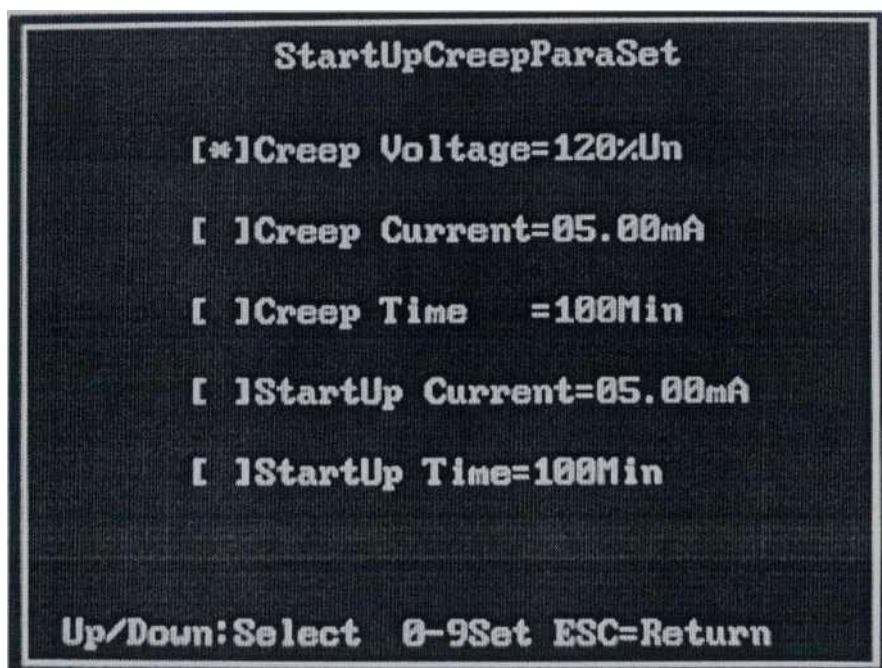 StartUpCreepParaSet
[*]Creep Voltage=120%Un
[ ]Creep Current=05.00mA
[ ]Creep Time   =100Min
[ ]StartUp Current=05.00mA
[ ]StartUp Time=100Min
Up/Down:Select  0-9Set ESC=Return